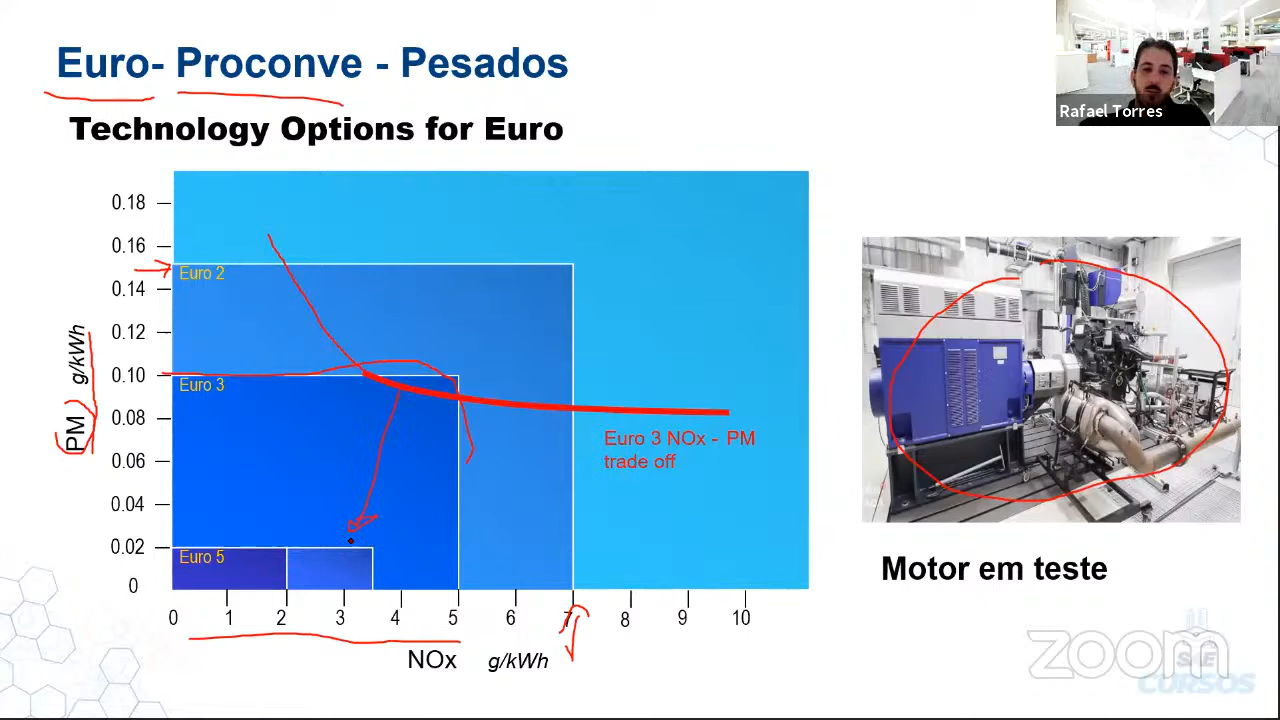 Euro- Proconve - Pesados
Rafael Torres
Technology Options for Euro
0.18
0.16
Euro 2
0.14
0.12
0.10
Euro 3
0.08
0.06
0.04
0.02
Euro 5
0
PM g/kWh
Euro 3 NOx - PM
trade off
0 1 2 3 4 5 6 7 8 9 10
NOx g/kWh
Motor em teste
zoom
SAE
CURSOS